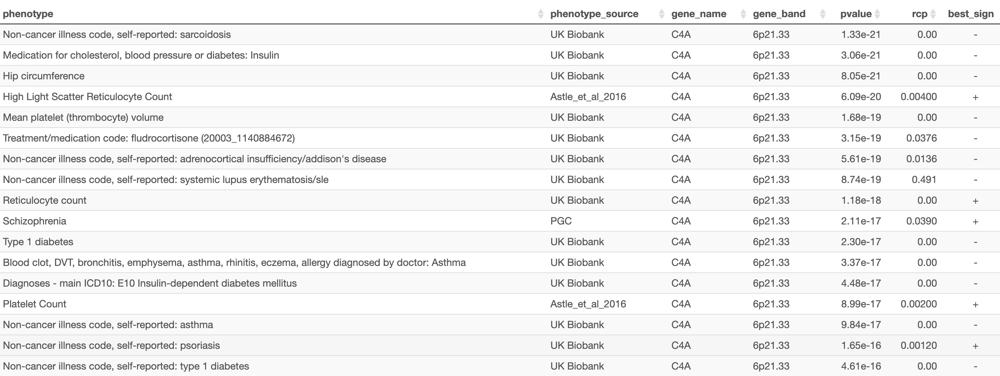 phenotype phenotype_source gene_name gene_band pvalue rcp best_sign
Non-cancer illness code, self-reported: sarcoidosis UK Biobank C4A 6p21.33 1.33e-21 0.00 -
Medication for cholesterol, blood pressure or diabetes: Insulin UK Biobank C4A 6p21.33 3.06e-21 0.00 -
Hip circumference UK Biobank C4A 6p21.33 8.05e-21 0.00 -
High Light Scatter Reticulocyte Count Astle_et_al_2016 C4A 6p21.33 6.09e-20 0.00400 +
Mean platelet (thrombocyte) volume UK Biobank C4A 6p21.33 1.68e-19 0.00 -
Treatment/medication code: fludrocortisone (20003_1140884672) UK Biobank C4A 6p21.33 3.15e-19 0.0376 -
Non-cancer illness code, self-reported: adrenocortical insufficiency/addison's disease UK Biobank C4A 6p21.33 5.61e-19 0.0136 -
Non-cancer illness code, self-reported: systemic lupus erythematosis/sle UK Biobank C4A 6p21.33 8.74e-19 0.491 -
Reticulocyte count UK Biobank C4A 6p21.33 1.18e-18 0.00 +
Schizophrenia PGC C4A 6p21.33 2.11e-17 0.0390 +
Type 1 diabetes UK Biobank C4A 6p21.33 2.30e-17 0.00 -
Blood clot, DVT, bronchitis, emphysema, asthma, rhinitis, eczema, allergy diagnosed by doctor: Asthma UK Biobank C4A 6p21.33 3.37e-17 0.00 -
Diagnoses - main ICD10: E10 Insulin-dependent diabetes mellitus UK Biobank C4A 6p21.33 4.48e-17 0.00 -
Platelet Count Astle_et_al_2016 C4A 6p21.33 8.99e-17 0.00200 +
Non-cancer illness code, self-reported: asthma UK Biobank C4A 6p21.33 9.84e-17 0.00 -
Non-cancer illness code, self-reported: psoriasis UK Biobank C4A 6p21.33 1.65e-16 0.00120 +
Non-cancer illness code, self-reported: type 1 diabetes UK Biobank C4A 6p21.33 4.61e-16 0.00 -